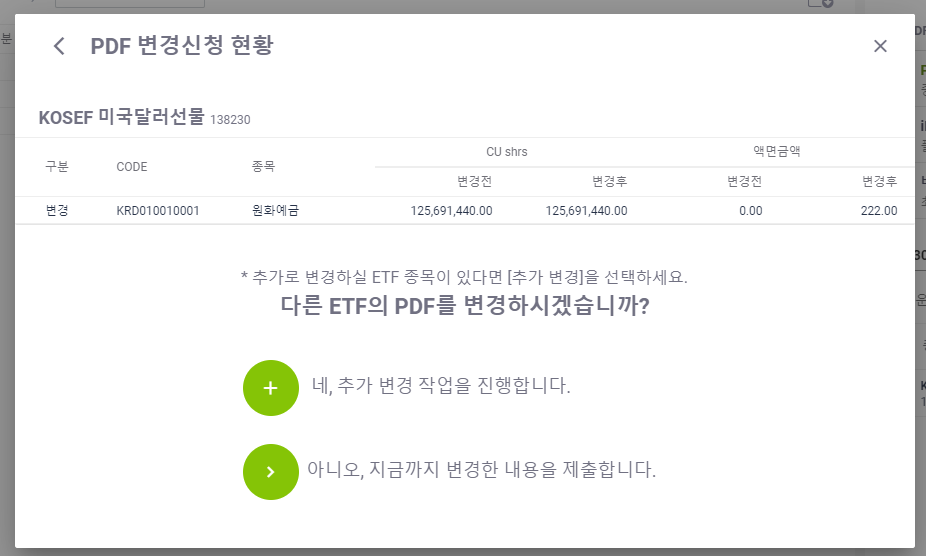 PDF 변경신청 현황
KOSEF 미국달러선물 138230
구분 CODE 종목 CU shrs 액면금액
변경전 변경후 변경전 변경후
변경 KRD010010001 원화예금 125,691,440.00 125,691,440.00 0.00 222.00
* 추가로 변경하실 ETF 종목이 있다면 [추가 변경]을 선택하세요.
다른 ETF의 PDF를 변경하시겠습니까?
네, 추가 변경 작업을 진행합니다.
아니오, 지금까지 변경한 내용을 제출합니다.